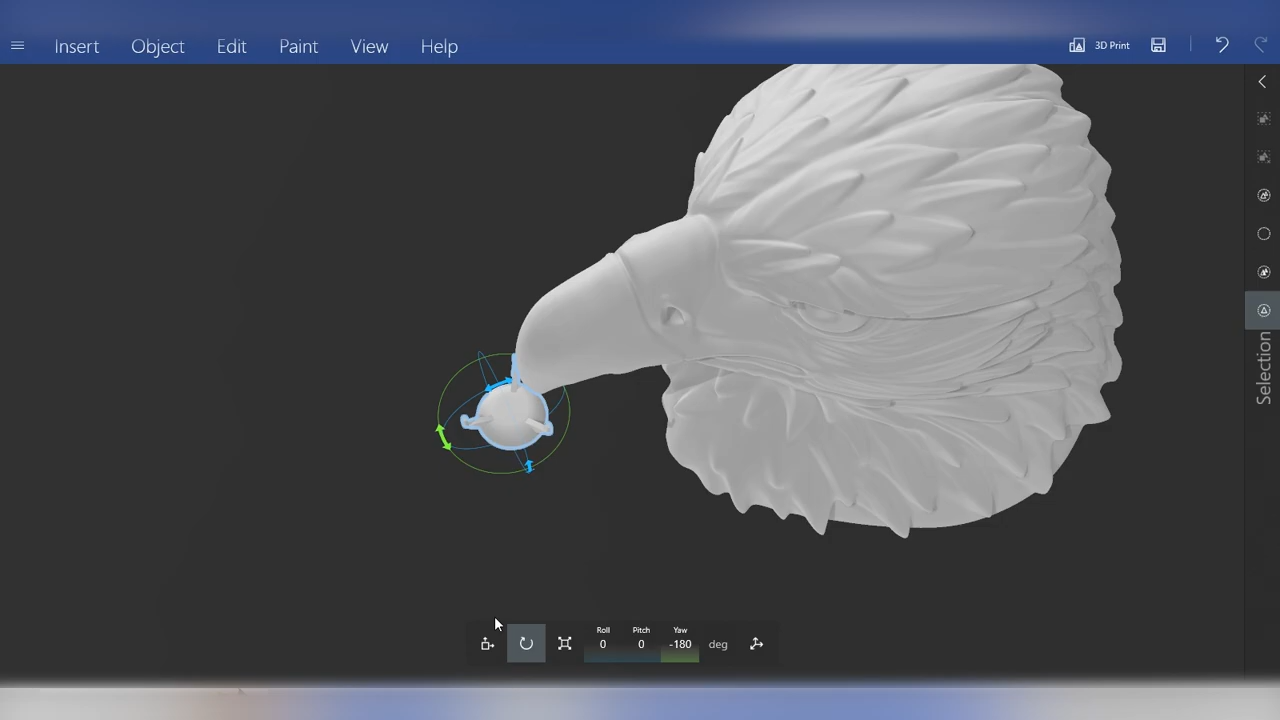 Insert Object Edit Paint View Help 3D Print
Selection
Roll Pitch Yaw
0 0 -180 deg